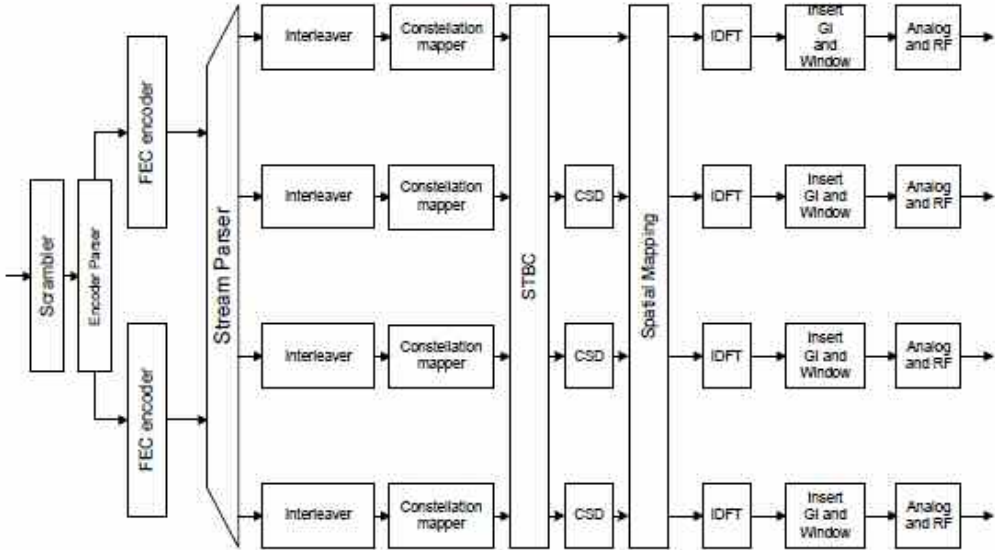 Scrambler
Encoder Parser
FEC encoder
FEC encoder
Stream Parser
Interleaver
Constellation
mapper
Interleaver
Constellation
mapper
Interleaver
Constellation
mapper
Interleaver
Constellation
mapper
STBC
CSD
CSD
CSD
Spatial Mapping
IDFT
Insert
GI
and
Window
Analog
and RF
IDFT
Insert
GI and
Window
Analog
and RF
IDFT
Insert
GI and
Window
Analog
and RF
IDFT
Insert
GI and
Window
Analog
and RF